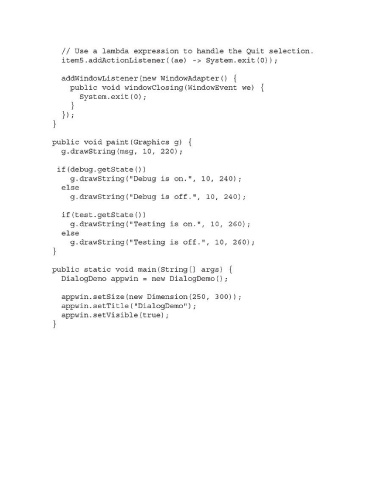 // Use a lambda expression to handle the Quit selection.
item5.addActionListener((ae) -> System.exit(0));
addWindowListener(new WindowAdapter() {
public void windowClosing(WindowEvent we) {
System.exit(0);
}
});
}
public void paint(Graphics g) {
g.drawString(msg, 10, 220);
if(debug.getState())
g.drawString("Debug is on.", 10, 240);
else
g.drawString("Debug is off.", 10, 240);
if(test.getState())
g.drawString("Testing is on.", 10, 260);
else
g.drawString("Testing is off.", 10, 260);
}
public static void main(String[] args) {
DialogDemo appwin = new DialogDemo();
appwin.setSize(new Dimension(250, 300));
appwin.setTitle("DialogDemo");
appwin.setVisible(true);
}